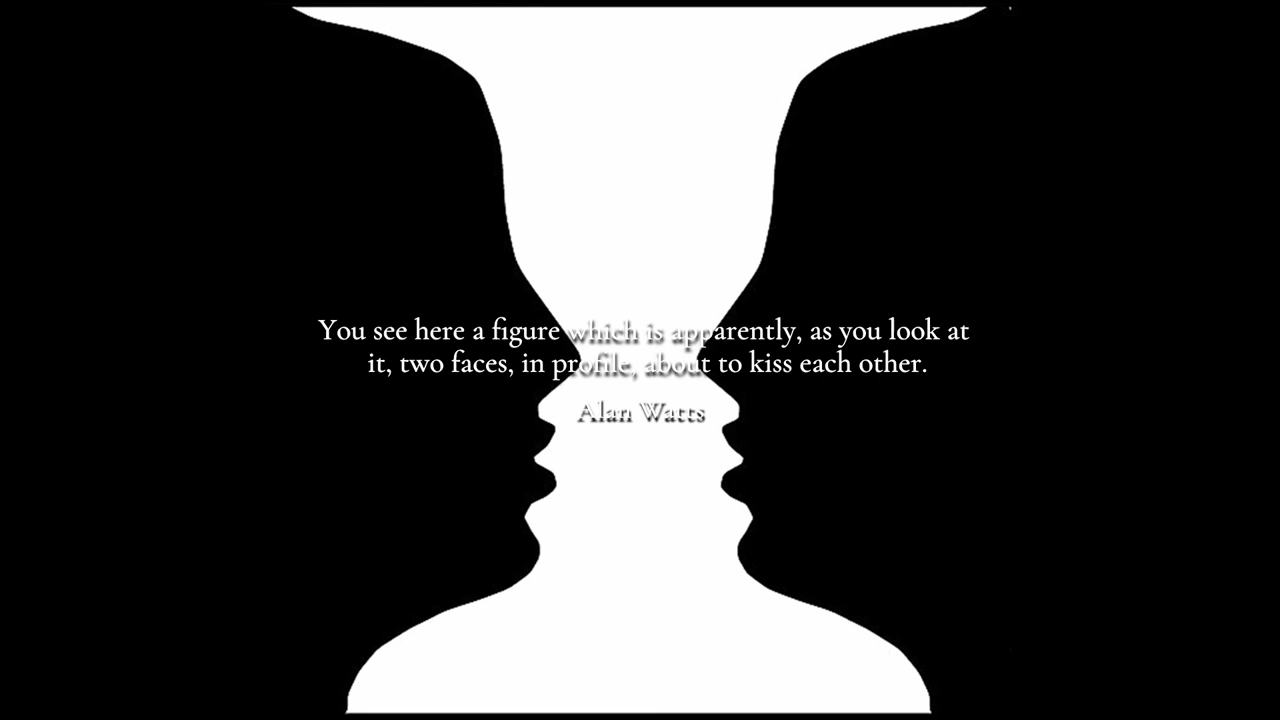 You see here a figure which is apparently, as you look at
it, two faces, in profile, about to kiss each other.
Alan Watts